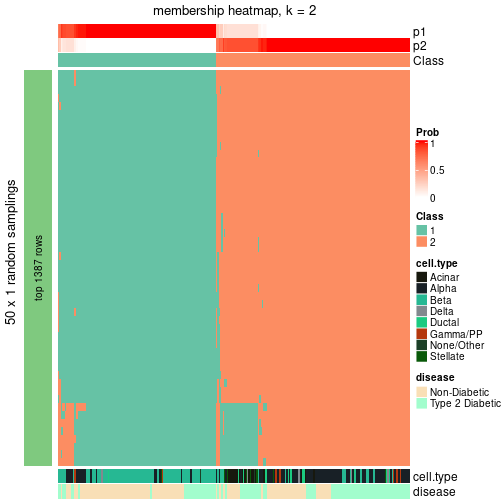 membership heatmap, k = 2
p1
p2
Class
50 x 1 random samplings
top 1387 rows
Prob
1
0.5
0
Class
1
2
cell.type
Acinar
Alpha
Beta
Delta
Ductal
Gamma/PP
None/Other
Stellate
disease
Non-Diabetic
Type 2 Diabetic
cell.type
disease